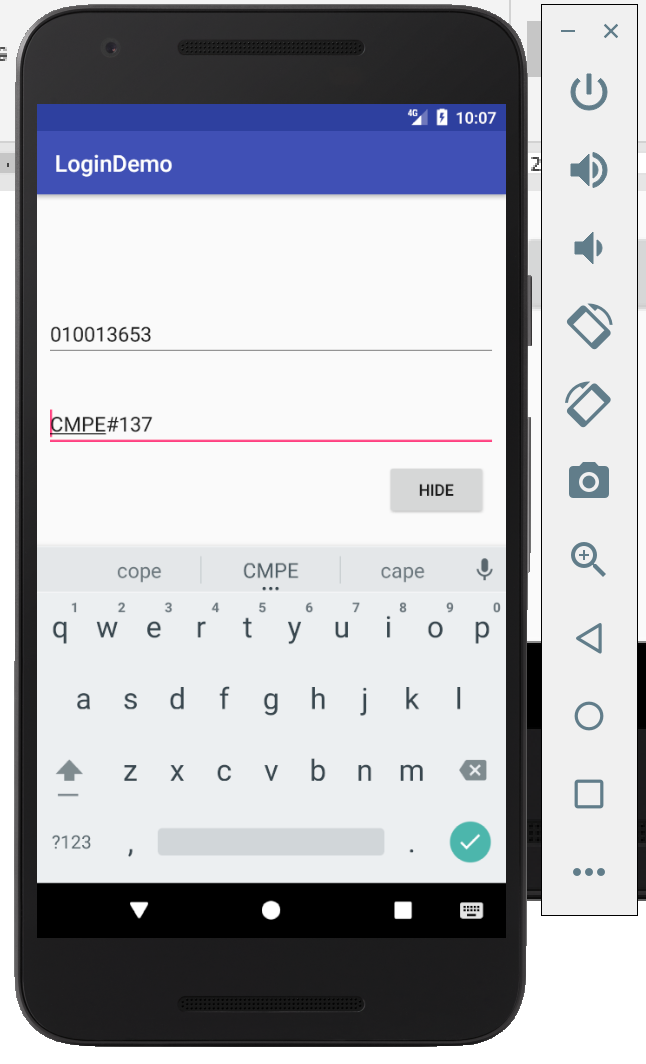 10:07
LoginDemo
010013653
CMPE#137
HIDE
cope CMPE cape
1 2 3 4 5 6 7 8 9 0
q w e r t y u i o p
a s d f g h j k l
z x c v b n m
?123 , .